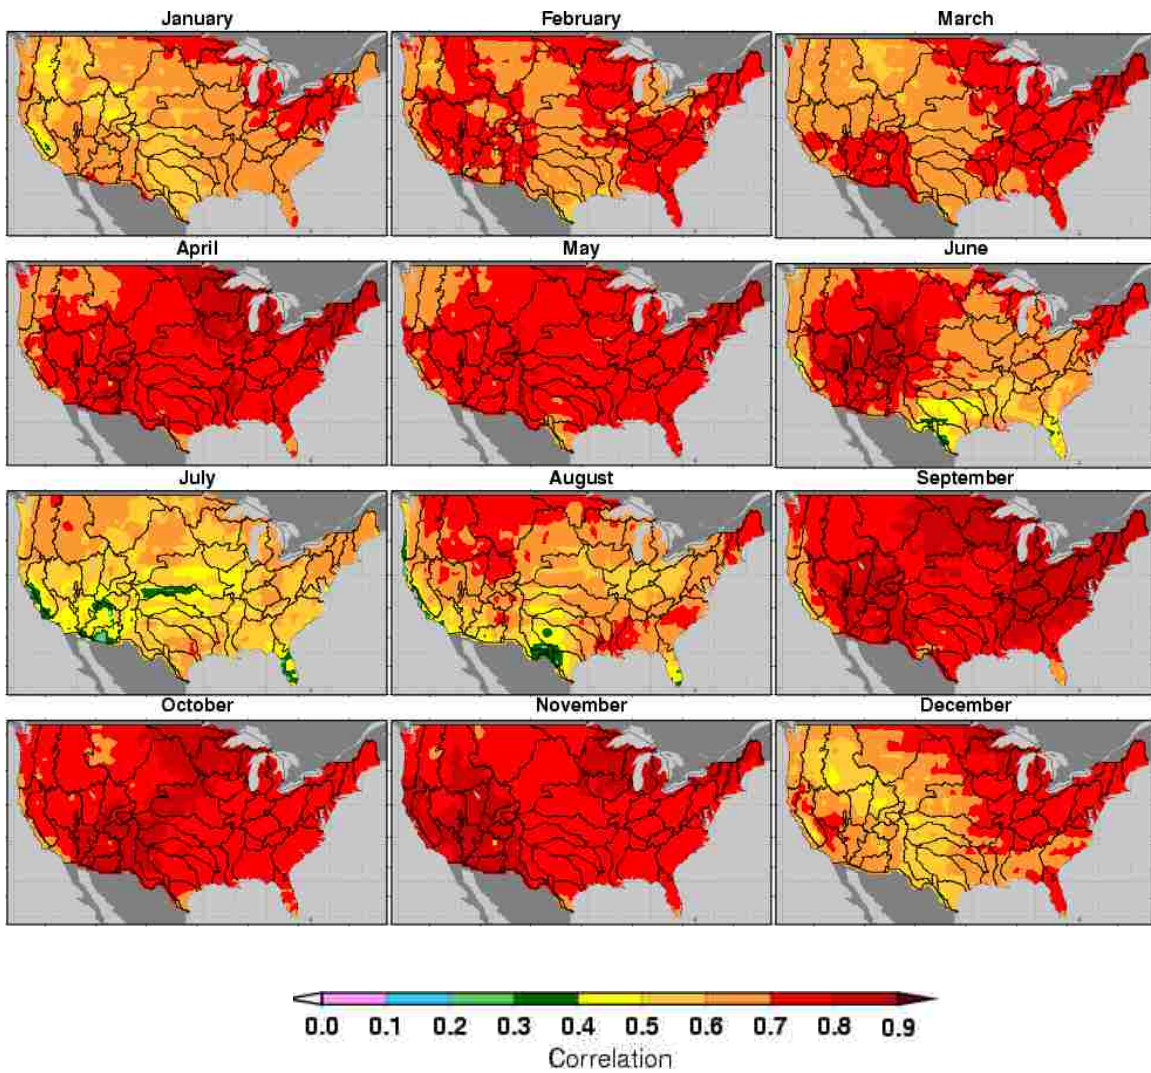 January February March
April May June
July August September
October November December
0.0 0.1 0.2 0.3 0.4 0.5 0.6 0.7 0.8 0.9
Correlation